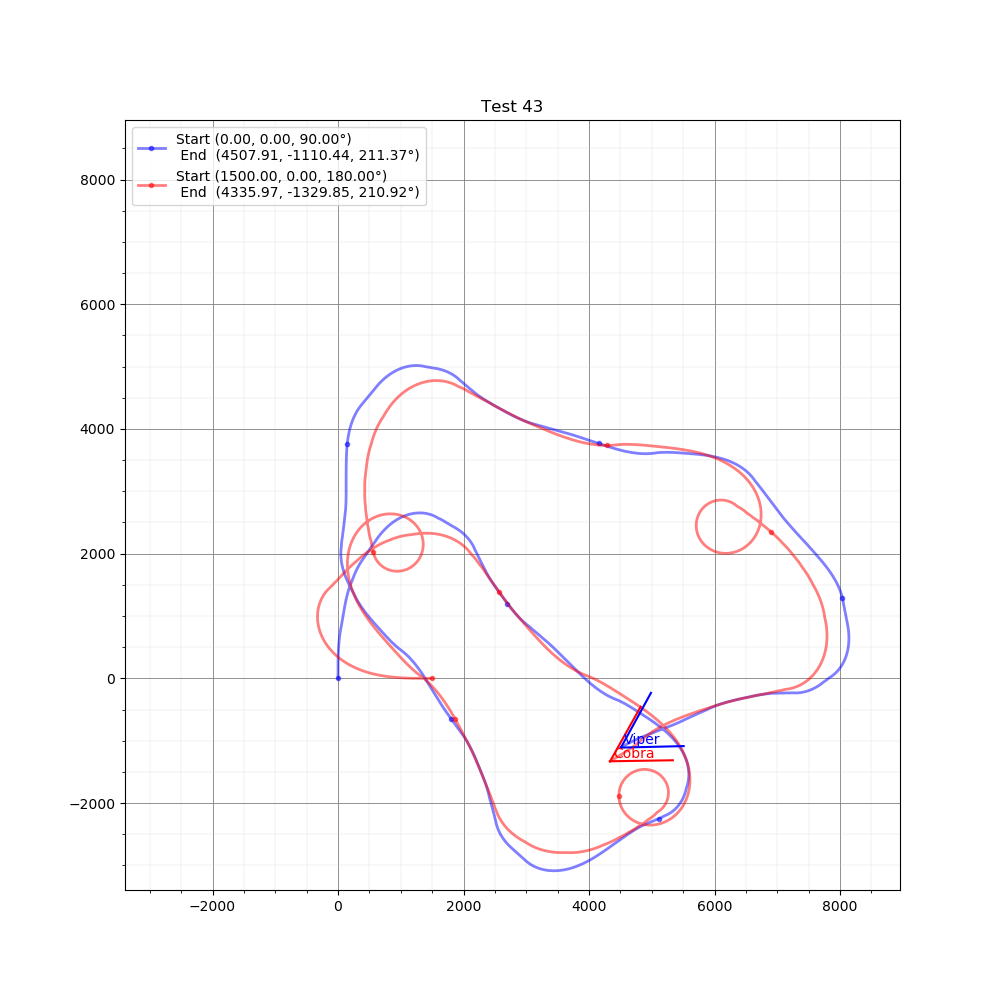 Test 43
Start (0.00, 0.00, 90.00°)
End  (4507.91, -1110.44, 211.37°)
Start (1500.00, 0.00, 180.00°)
End  (4335.97, -1329.85, 210.92°)
8000
6000
4000
2000
0
−2000
Viper
Cobra
−2000
0
2000
4000
6000
8000